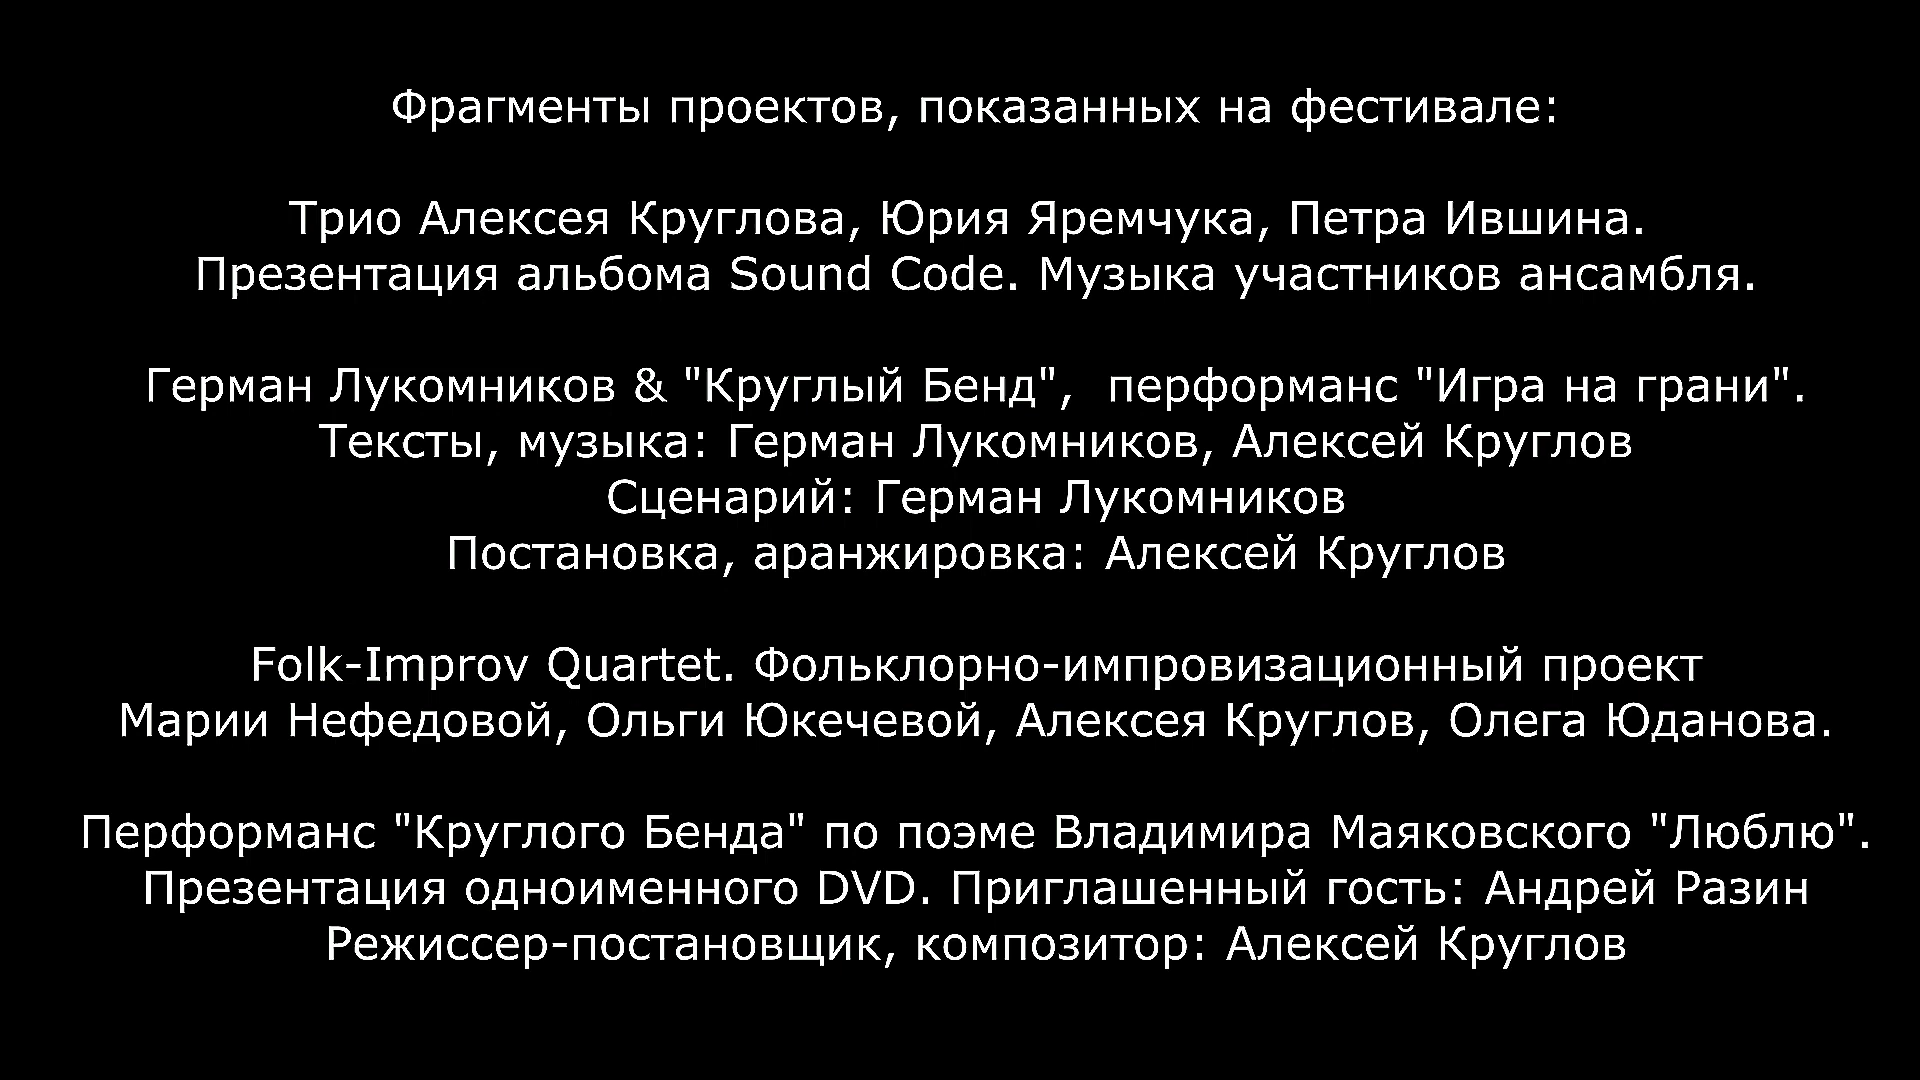 Фрагменты проектов, показанных на фестивале:
Трио Алексея Круглова, Юрия Яремчука, Петра Ившина.
Презентация альбома Sound Code. Музыка участников ансамбля.
Герман Лукомников & "Круглый Бенд", перформанс "Игра на грани".
Тексты, музыка: Герман Лукомников, Алексей Круглов
Сценарий: Герман Лукомников
Постановка, аранжировка: Алексей Круглов
Folk-Improv Quartet. Фольклорно-импровизационный проект
Марии Нефедовой, Ольги Юкечевой, Алексея Круглов, Олега Юданова.
Перформанс "Круглого Бенда" по поэме Владимира Маяковского "Люблю".
Презентация одноименного DVD. Приглашенный гость: Андрей Разин
Режиссер-постановщик, композитор: Алексей Круглов